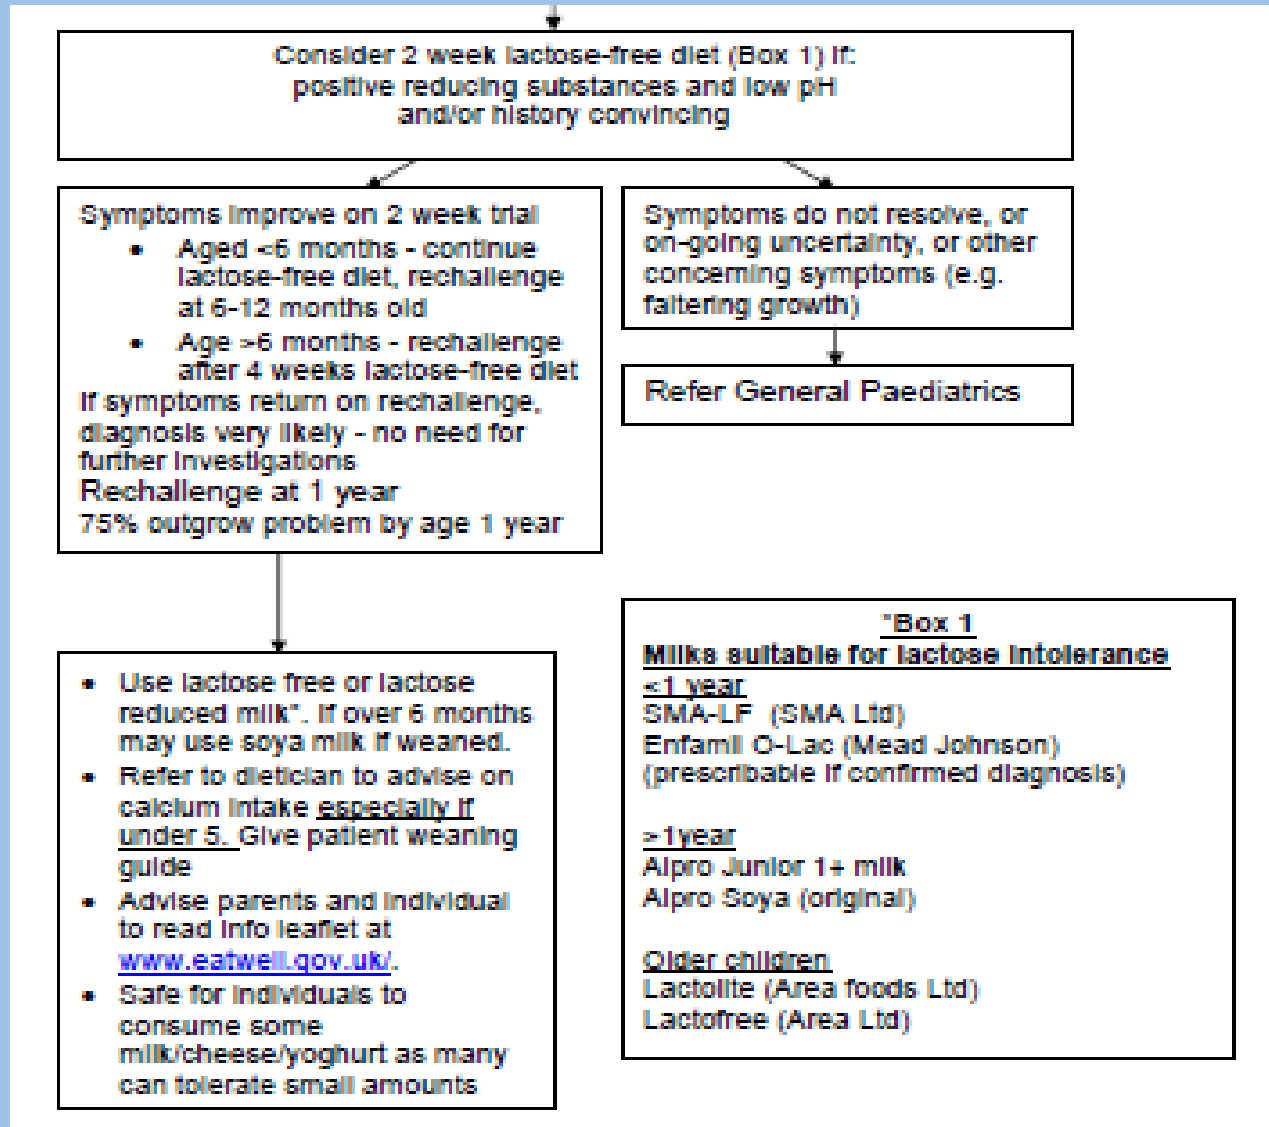 Consider 2 week lactose-free diet (Box 1) if:
positive reducing substances and low pH
and/or history convincing
Symptoms improve on 2 week trial
• Aged <6 months - continue
lactose-free diet, rechallenge
at 6-12 months old
• Age >6 months - rechallenge
after 4 weeks lactose-free diet
If symptoms return on rechallenge,
diagnosis very likely - no need for
further investigations
Rechallenge at 1 year
75% outgrow problem by age 1 year
Symptoms do not resolve, or
on-going uncertainty, or other
concerning symptoms (e.g.
faltering growth)
Refer General Paediatrics
• Use lactose free or lactose
reduced milk*. If over 6 months
may use soya milk if weaned.
• Refer to dietician to advise on
calcium intake especially if
under 5. Give patient weaning
guide
• Advise parents and individual
to read info leaflet at
www.eatwell.gov.uk/.
• Safe for individuals to
consume some
milk/cheese/yoghurt as many
can tolerate small amounts
*Box 1
Milks suitable for lactose intolerance
<1 year
SMA-LF (SMA Ltd)
Enfamil O-Lac (Mead Johnson)
(prescribable if confirmed diagnosis)
>1year
Alpro Junior 1+ milk
Alpro Soya (original)
Older children
Lactolite (Area foods Ltd)
Lactofree (Area Ltd)